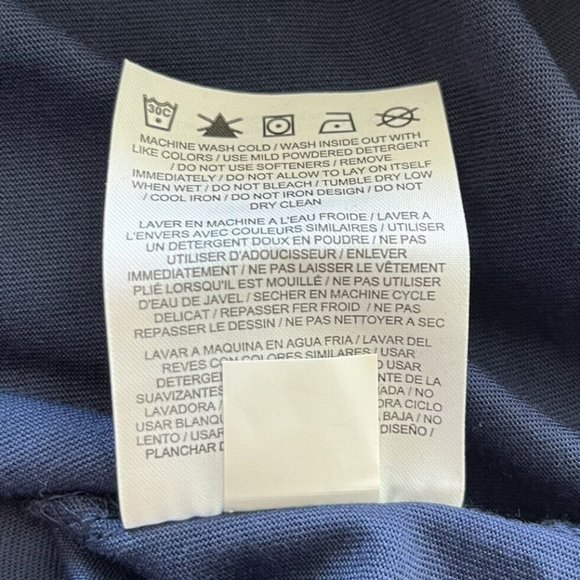 30C
MACHINE WASH COLD / WASH INSIDE OUT WITH
LIKE COLORS / USE MILD POWDERED DETERGENT
/ DO NOT USE SOFTENERS / REMOVE
IMMEDIATELY / DO NOT ALLOW TO LAY ON ITSELF
WHEN WET / DO NOT BLEACH / TUMBLE DRY LOW
/ COOL IRON / DO NOT IRON DESIGN / DO NOT
DRY CLEAN
LAVER EN MACHINE A L'EAU FROIDE / LAVER A
L'ENVERS AVEC COULEURS SIMILAIRES / UTILISER
UN DETERGENT DOUX EN POUDRE / NE PAS
UTILISER D'ADOUCISSEUR / ENLEVER
IMMEDIATEMENT / NE PAS LAISSER LE VÊTEMENT
PLIÉ LORSQU'IL EST MOUILLÉ / NE PAS UTILISER
D'EAU DE JAVEL / SECHER EN MACHINE CYCLE
DELICAT / REPASSER FER FROID / NE PAS
REPASSER LE DESSIN / NE PAS NETTOYER A SEC
LAVAR A MAQUINA EN AGUA FRIA / LAVAR DEL
REVES CON COLORES SIMILARES / USAR
DETERGEN
SUAVIZANTES ENTE DE LA
LAVADORA / / NO
USAR BLANQU ORA CICLO
LENTO / USAR BAJA / NO
PLANCHAR DISEÑO /